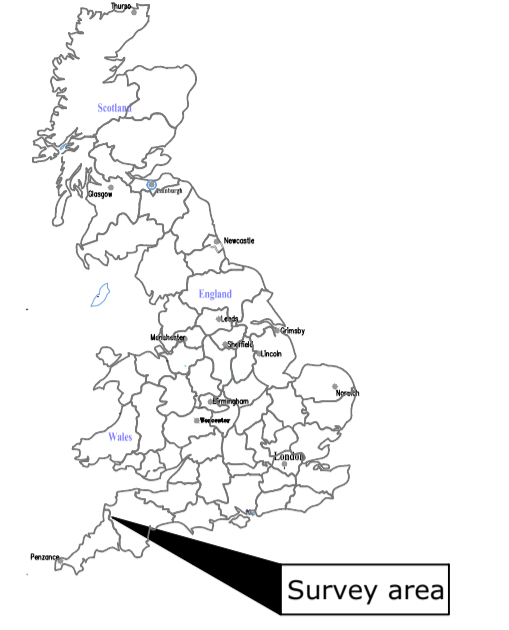 Thurso
Scotland
Edinburgh
Glasgow
Newcastle
England
Leeds
Grimsby
Manchester
Sheffield
Lincoln
Norwich
Birmingham
Worcester
Wales
London
Penzance
Survey area